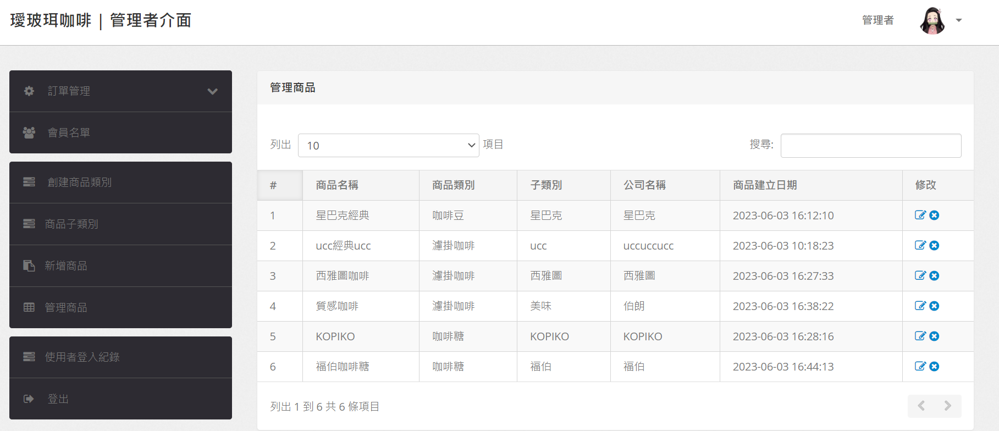 璦玻珥咖啡 | 管理者介面
管理者
訂單管理
會員名單
創建商品類別
商品子類別
新增商品
管理商品
使用者登入紀錄
登出
管理商品
列出 10 項目
搜尋:
# 商品名稱 商品類別 子類別 公司名稱 商品建立日期 修改
1 星巴克經典 咖啡豆 星巴克 星巴克 2023-06-03 16:12:10
2 ucc經典ucc 濾掛咖啡 ucc uccuccucc 2023-06-03 10:18:23
3 西雅圖咖啡 濾掛咖啡 西雅圖 西雅圖 2023-06-03 16:27:33
4 質感咖啡 濾掛咖啡 美味 伯朗 2023-06-03 16:38:22
5 KOPIKO 咖啡糖 KOPIKO KOPIKO 2023-06-03 16:28:16
6 福伯咖啡糖 咖啡糖 福伯 福伯 2023-06-03 16:44:13
列出 1 到 6 共 6 條項目